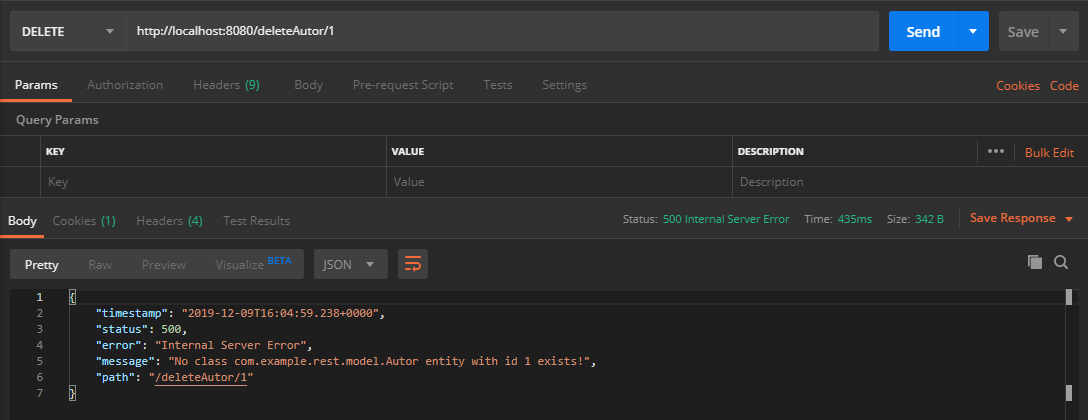 DELETE http://localhost:8080/deleteAutor/1 Send Save
Params Authorization Headers (9) Body Pre-request Script Tests Settings Cookies Code
Query Params
KEY VALUE DESCRIPTION ••• Bulk Edit
Key Value Description
Body Cookies (1) Headers (4) Test Results Status: 500 Internal Server Error Time: 435ms Size: 342 B Save Response
Pretty Raw Preview Visualize BETA JSON
1 {
2 "timestamp": "2019-12-09T16:04:59.238+0000",
3 "status": 500,
4 "error": "Internal Server Error",
5 "message": "No class com.example.rest.model.Autor entity with id 1 exists!",
6 "path": "/deleteAutor/1"
7 }